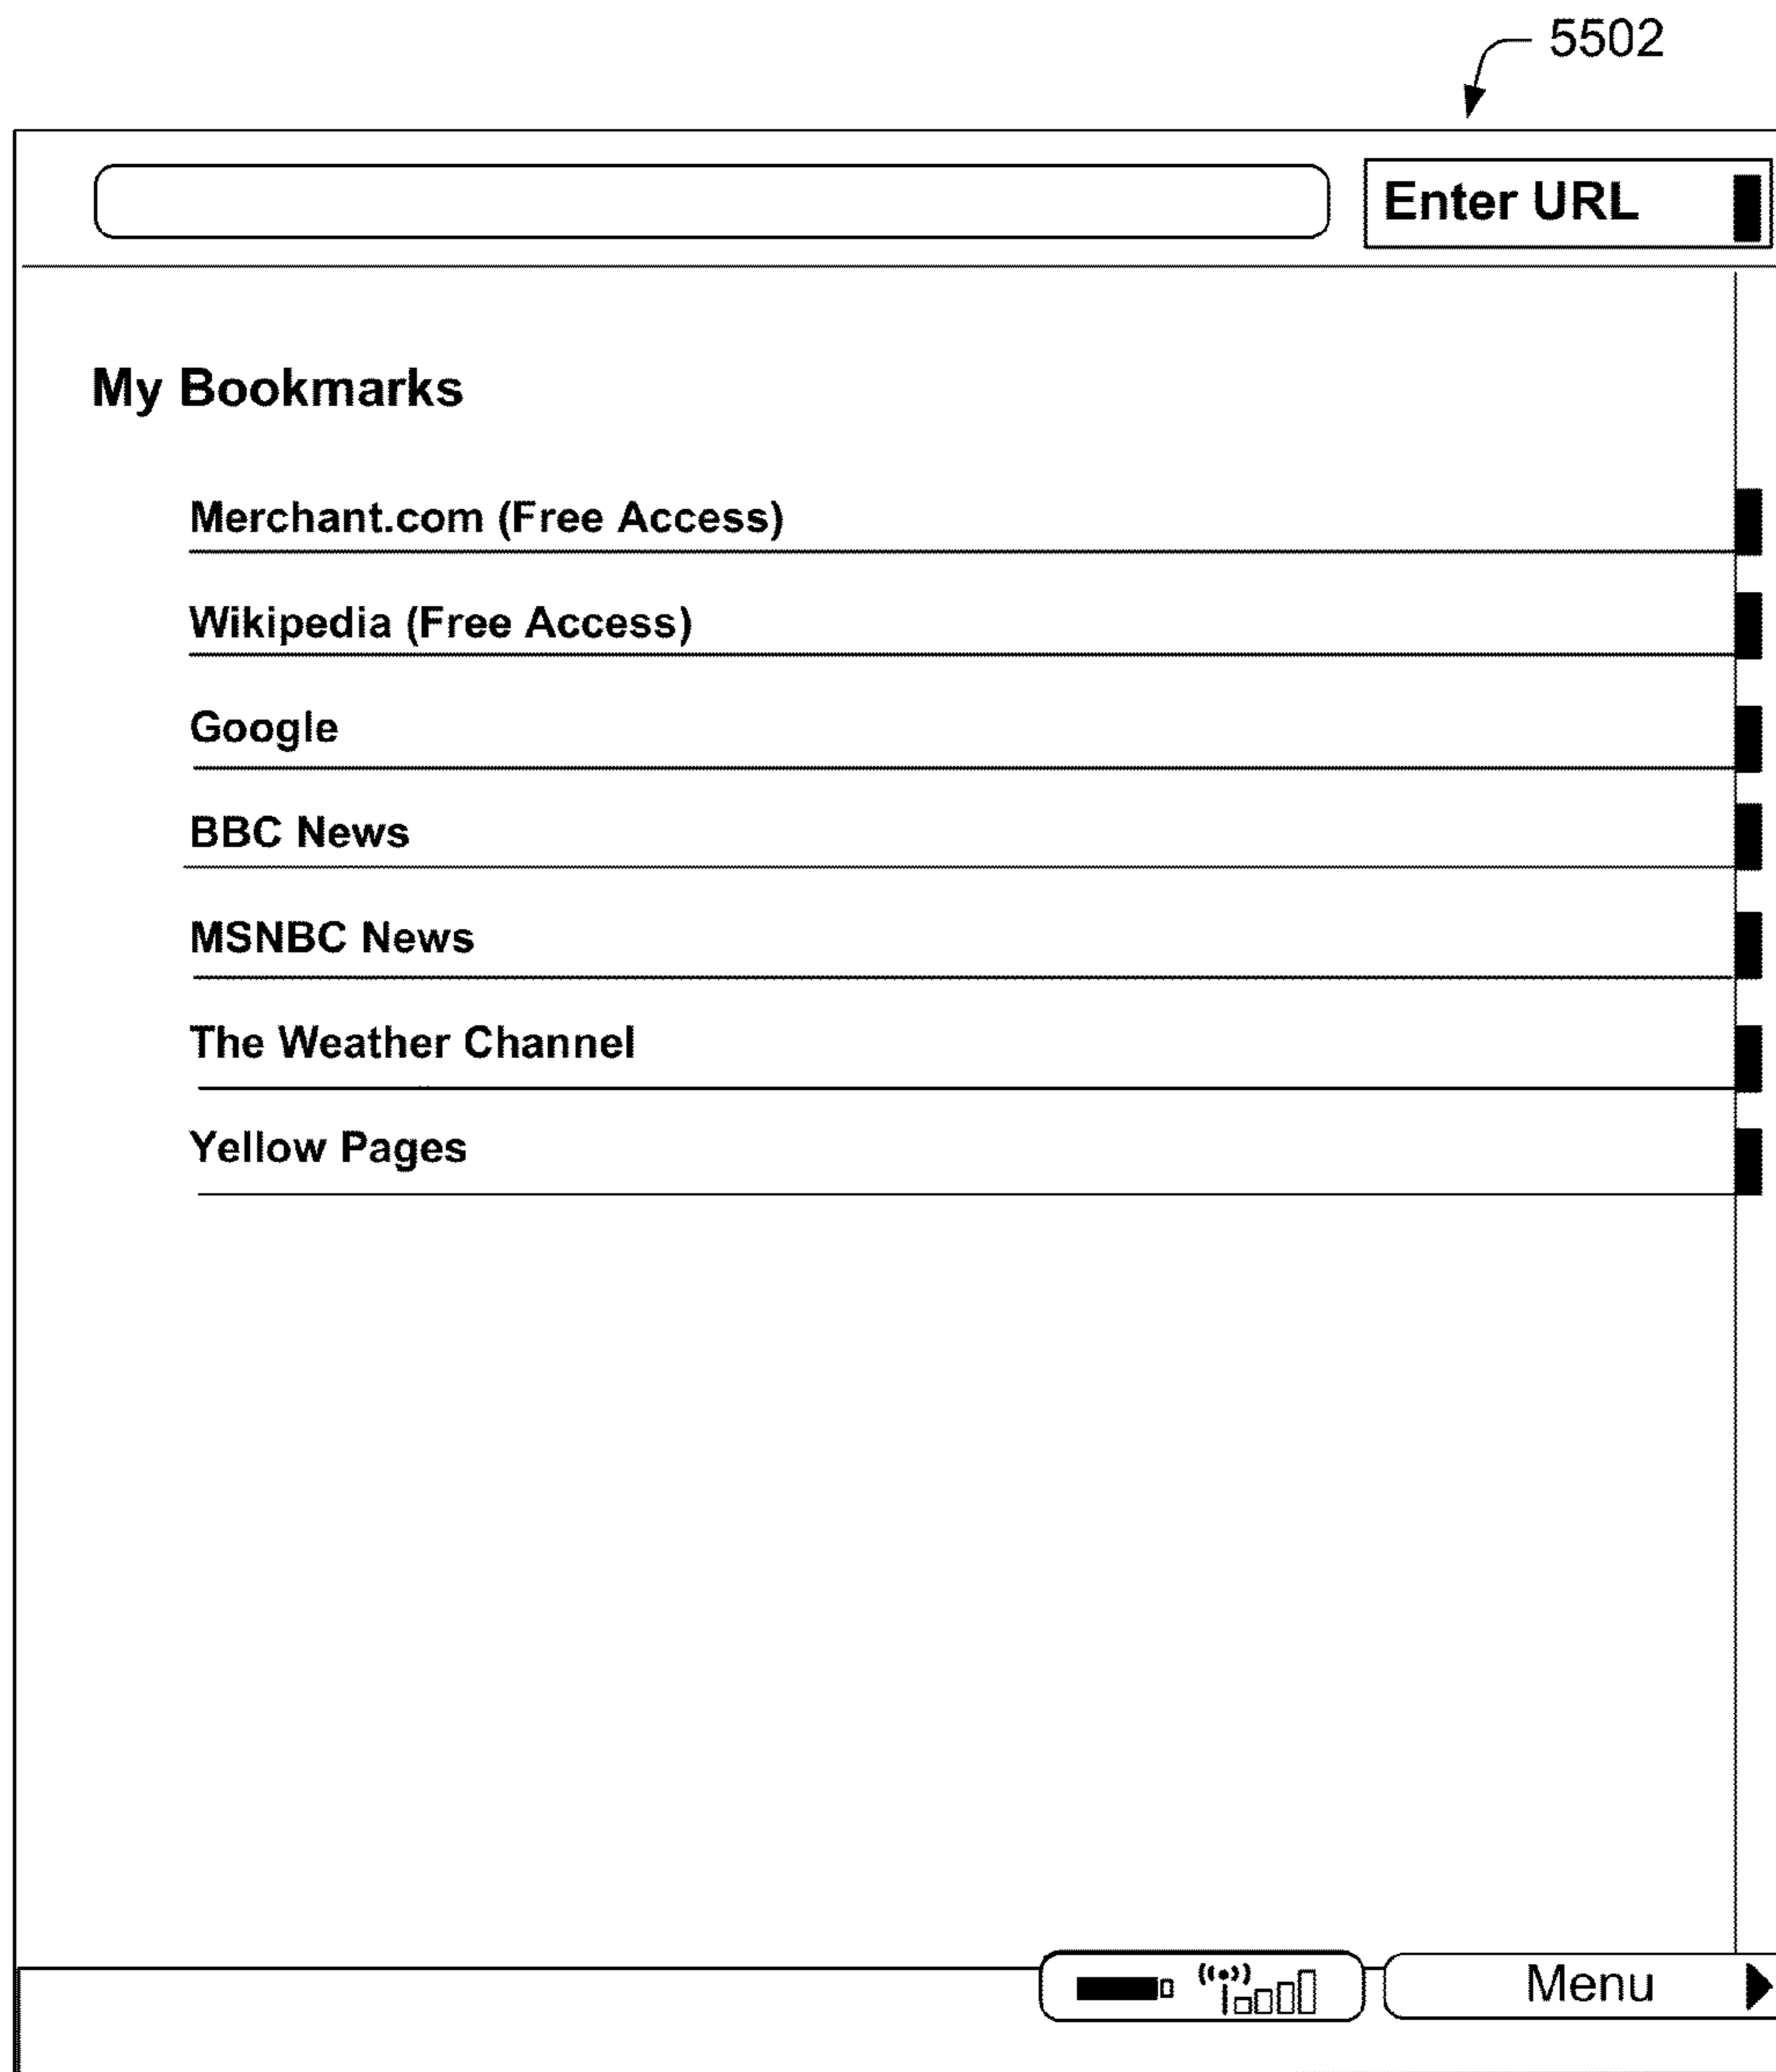 5502
Enter URL
My Bookmarks
Merchant.com (Free Access)
Wikipedia (Free Access)
Google
BBC News
MSNBC News
The Weather Channel
Yellow Pages
Menu